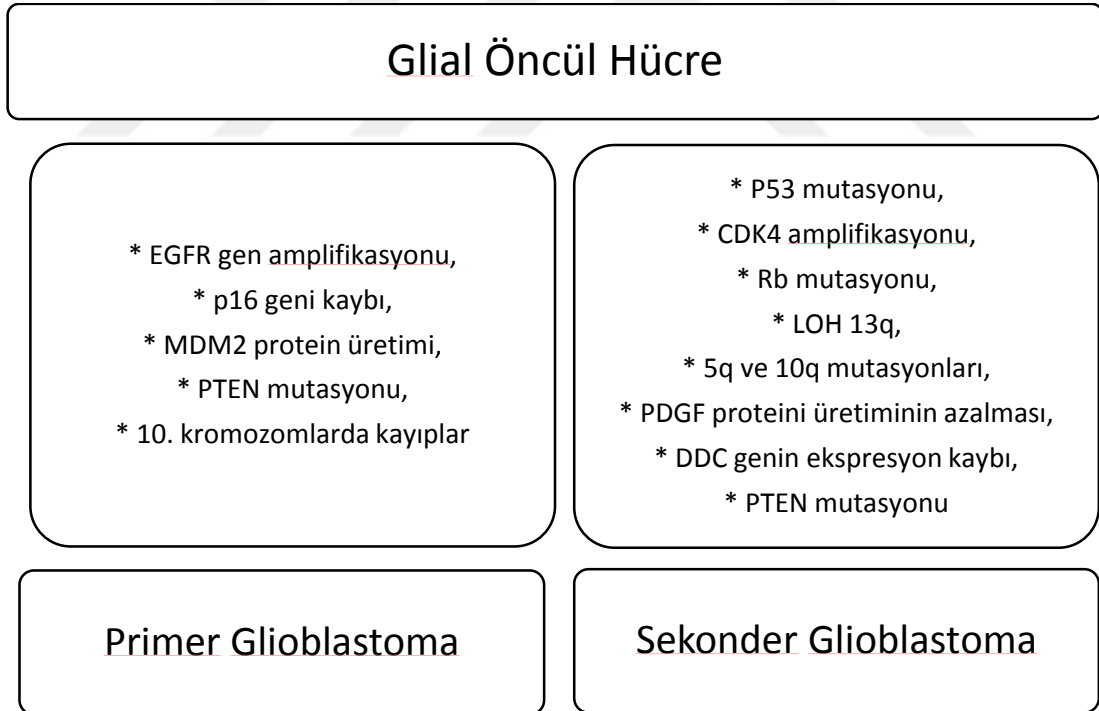 Glial Öncül Hücre
* EGFR gen amplifikasyonu,
* p16 geni kaybı,
* MDM2 protein üretimi,
* PTEN mutasyonu,
* 10. kromozomlarda kayıplar
* P53 mutasyonu,
* CDK4 amplifikasyonu,
* Rb mutasyonu,
* LOH 13q,
* 5q ve 10q mutasyonları,
* PDGF proteini üretiminin azalması,
* DDC genin ekspresyon kaybı,
* PTEN mutasyonu
Primer Glioblastoma
Sekonder Glioblastoma